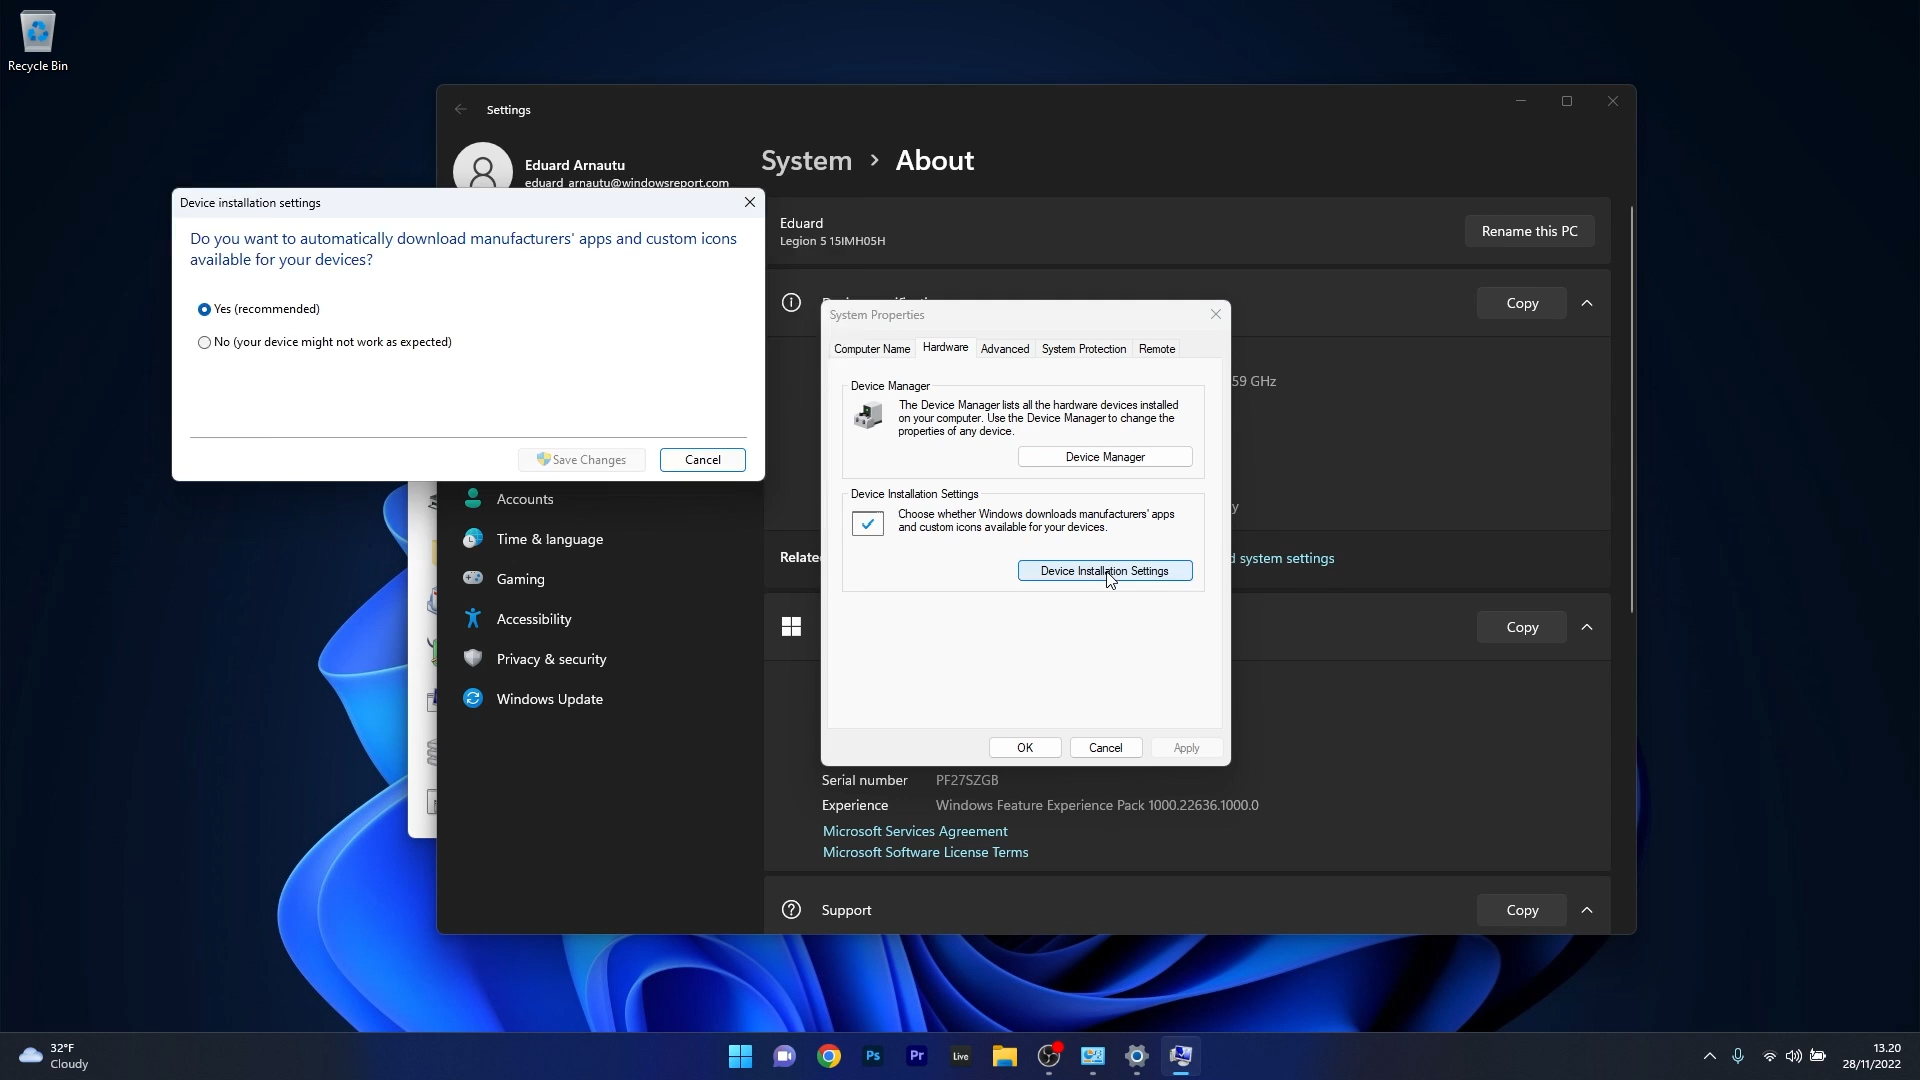 Recycle Bin
Settings
Eduard Arnautu
eduard_arnautu@windowsreport.com
System > About
Eduard
Legion 5 15IMH05H
Rename this PC
Copy
Device installation settings
Do you want to automatically download manufacturers' apps and custom icons
available for your devices?
Yes (recommended)
No (your device might not work as expected)
Save Changes
Cancel
System Properties
Computer Name
Hardware
Advanced
System Protection
Remote
Device Manager
The Device Manager lists all the hardware devices installed
on your computer. Use the Device Manager to change the
properties of any device.
Device Manager
Device Installation Settings
Choose whether Windows downloads manufacturers' apps
and custom icons available for your devices.
Device Installation Settings
OK
Cancel
Apply
59 GHz
y
Relate
d system settings
Copy
Accounts
Time & language
Gaming
Accessibility
Privacy & security
Windows Update
Serial number PF27SZGB
Experience Windows Feature Experience Pack 1000.22636.1000.0
Microsoft Services Agreement
Microsoft Software License Terms
Support
Copy
32°F
Cloudy
Ps
Pr
Live
13.20
28/11/2022